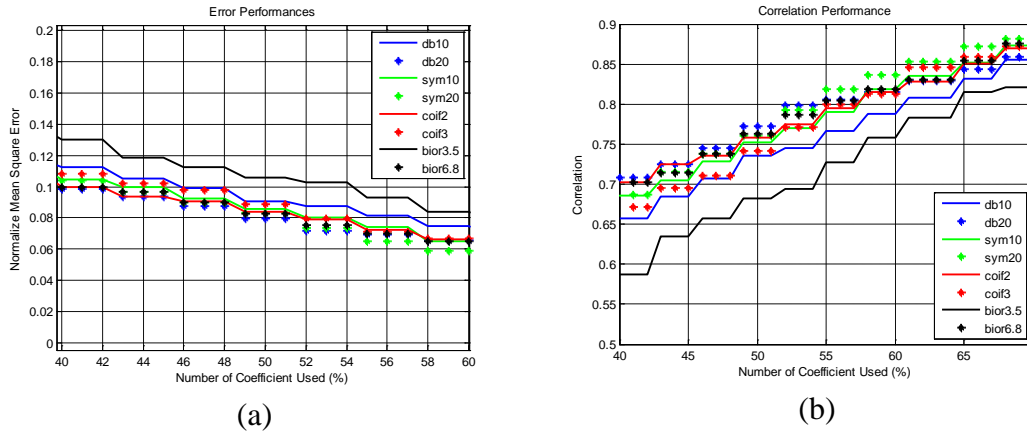 Error Performances
0.2
0.18
0.16
0.14
0.12
0.1
0.08
0.06
0.04
0.02
0
Normalize Mean Square Error
40 42 44 46 48 50 52 54 56 58 60
Number of Coefficient Used (%)
db10
db20
sym10
sym20
coif2
coif3
bior3.5
bior6.8
(a)
Correlation Performance
0.9
0.85
0.8
0.75
0.7
0.65
0.6
0.55
0.5
Correlation
40 45 50 55 60 65
Number of Coefficient Used (%)
db10
db20
sym10
sym20
coif2
coif3
bior3.5
bior6.8
(b)